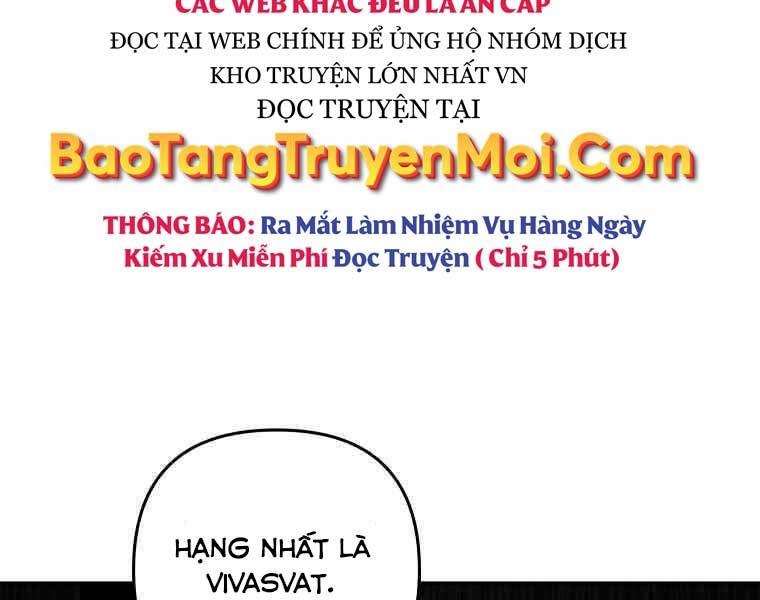 CÁC WEB KHÁC ĐỀU LÀ ĂN CẮP
ĐỌC TẠI WEB CHÍNH ĐỂ ỦNG HỘ NHÓM DỊCH
KHO TRUYỆN LỚN NHẤT VN
ĐỌC TRUYỆN TẠI
BaoTangTruyenMoi.Com
THÔNG BÁO: Ra Mắt Làm Nhiệm Vụ Hàng Ngày
Kiếm Xu Miễn Phí Đọc Truyện ( Chỉ 5 Phút)
HẠNG NHẤT LÀ
VIVASVAT.